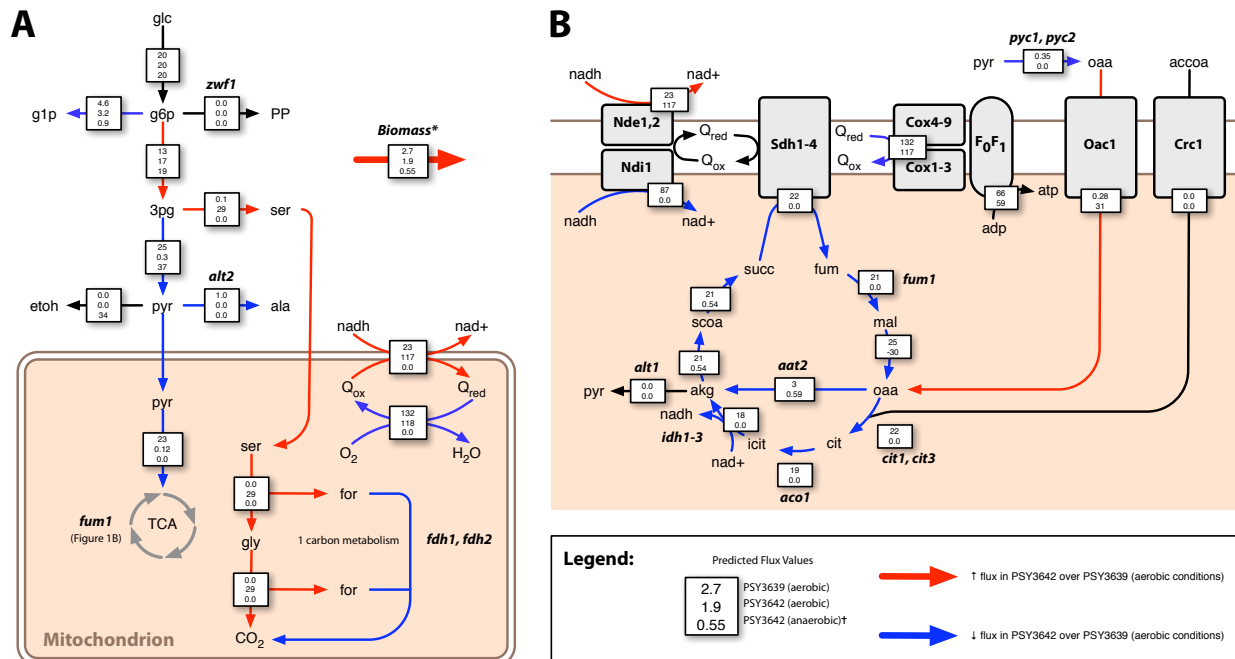 A
glc
20
20
20
zwf1
g1p
4.6
3.2
0.9
g6p
0.0
0.0
0.0
PP
Biomass*
2.7
1.9
0.55
13
17
19
3pg
0.1
29
0.0
ser
25
0.3
37
alt2
etoh
0.0
0.0
34
pyr
1.0
0.0
0.0
ala
nadh
nad+
23
117
0.0
Qox
Qred
pyr
132
118
0.0
O2
H2O
23
0.12
0.0
ser
0.0
29
0.0
for
fum1
(Figure 1B)
TCA
gly
1 carbon metabolism
fdh1, fdh2
0.0
29
0.0
for
CO2
Mitochondrion
B
pyc1, pyc2
nadh
nad+
pyr
0.35
0.0
oaa
accoa
23
117
Nde1,2
Qred
Qox
Ndi1
Sdh1-4
Qred
Qox
132
117
Cox4-9
Cox1-3
F0F1
Oac1
Crc1
87
0.0
nadh
nad+
22
0.0
66
59
atp
adp
0.28
31
0.0
0.0
succ
fum
21
0.0
fum1
21
0.54
scoa
mal
25
-30
21
0.54
alt1
aat2
pyr
0.0
0.0
akg
3
0.59
oaa
nadh
18
0.0
idh1-3
icit
cit
22
0.0
cit1, cit3
nad+
19
0.0
aco1
Legend:
Predicted Flux Values
2.7
1.9
0.55
PSY3639 (aerobic)
PSY3642 (aerobic)
PSY3642 (anaerobic)†
↑ flux in PSY3642 over PSY3639 (aerobic conditions)
↓ flux in PSY3642 over PSY3639 (aerobic conditions)